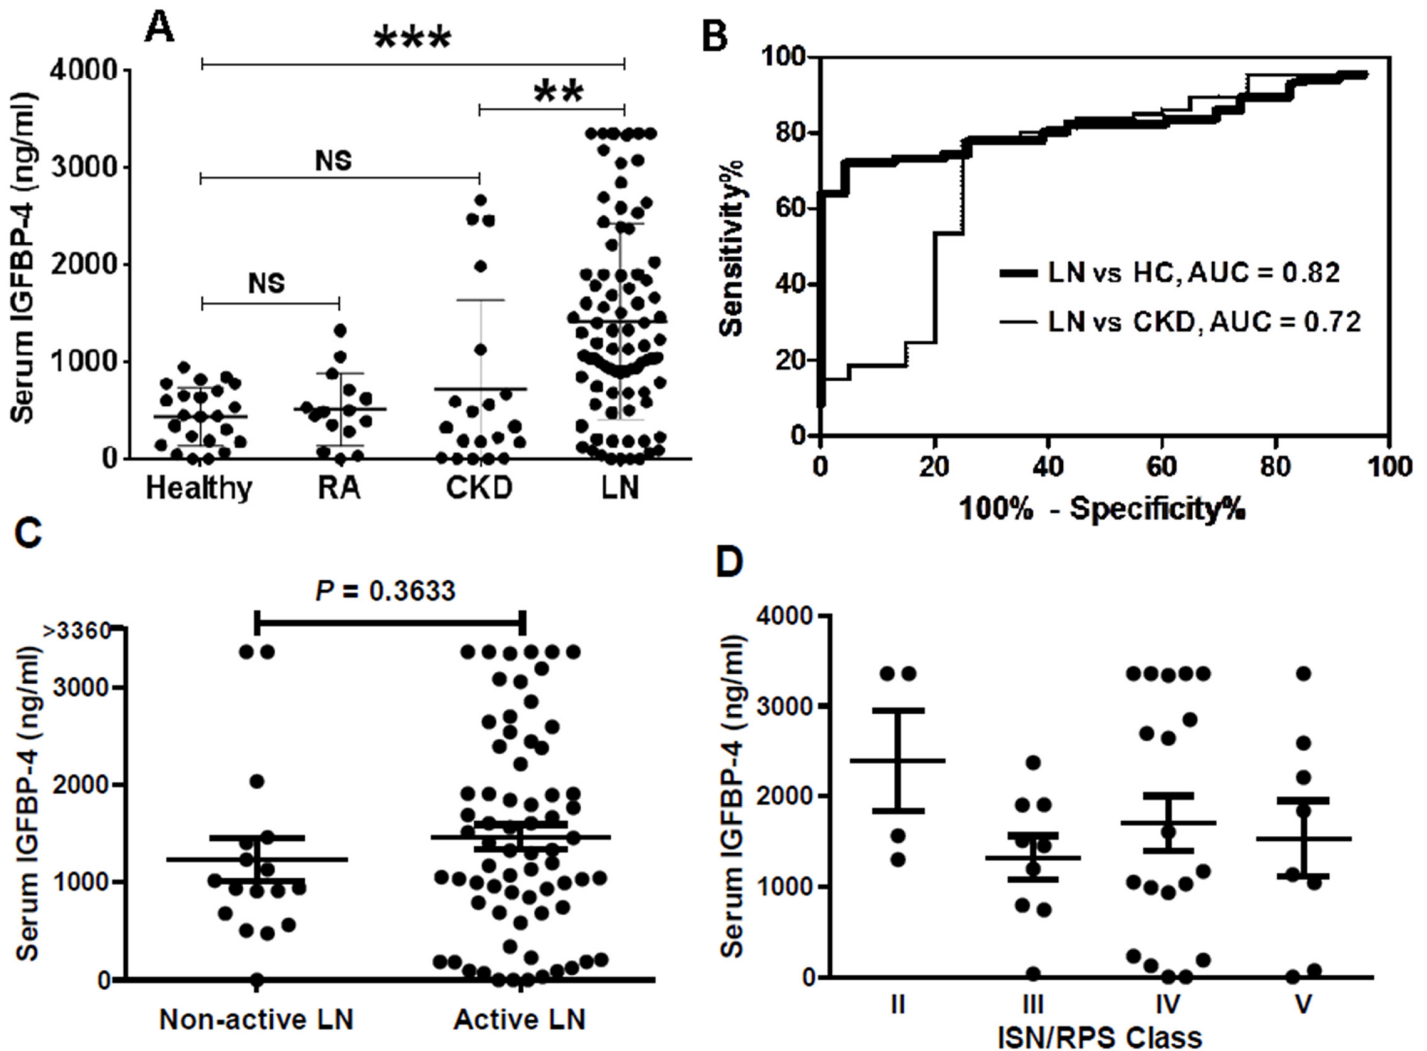 A
***
**
NS
NS
Serum IGFBP-4 (ng/ml)
4000
3000
2000
1000
0
Healthy RA CKD LN
B
Sensitivity%
100
80
60
40
20
0
LN vs HC, AUC = 0.82
LN vs CKD, AUC = 0.72
0 20 40 60 80 100
100% - Specificity%
C
P = 0.3633
Serum IGFBP-4 (ng/ml)
>3360
3000
2000
1000
0
Non-active LN Active LN
D
Serum IGFBP-4 (ng/ml)
4000
3000
2000
1000
0
II III IV V
ISN/RPS Class